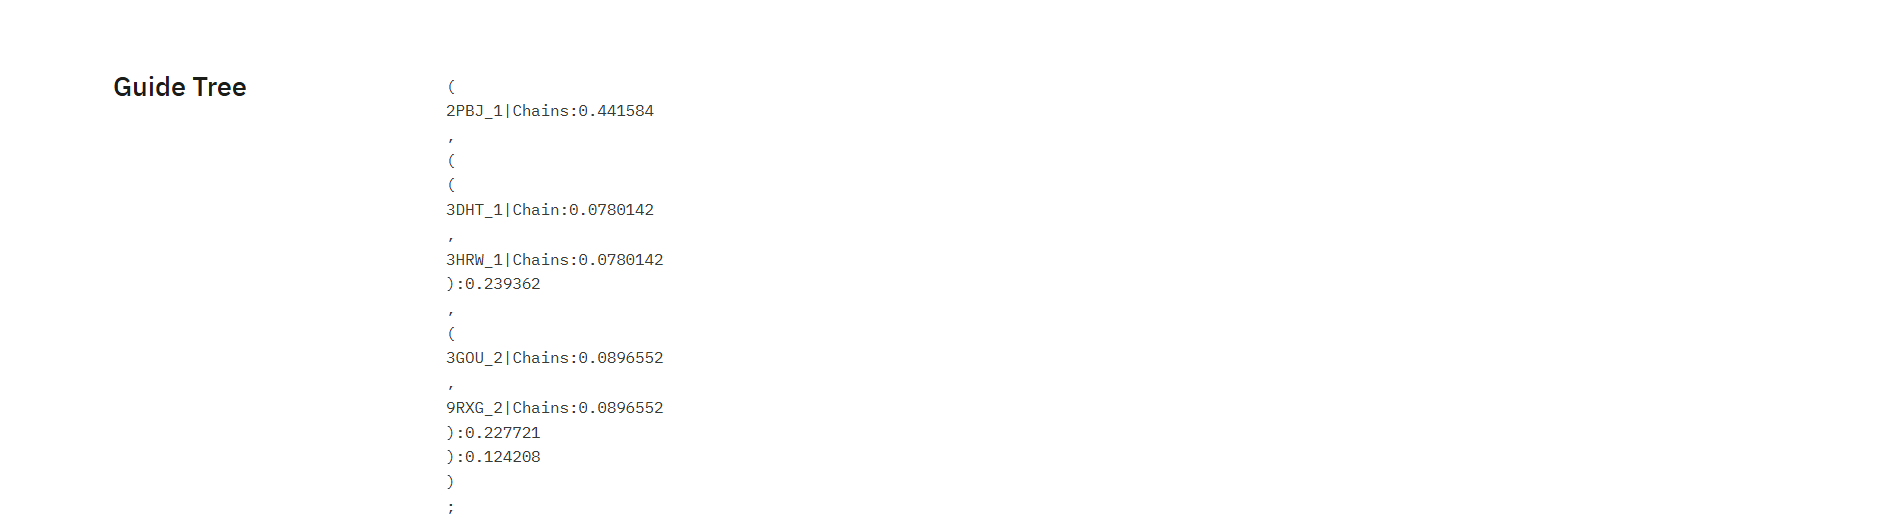 Guide Tree
(
2PBJ_1|Chains:0.441584
,
(
(
3DHT_1|Chain:0.0780142
,
3HRW_1|Chains:0.0780142
):0.239362
,
(
3GOU_2|Chains:0.0896552
,
9RXG_2|Chains:0.0896552
):0.227721
):0.124208
)
;